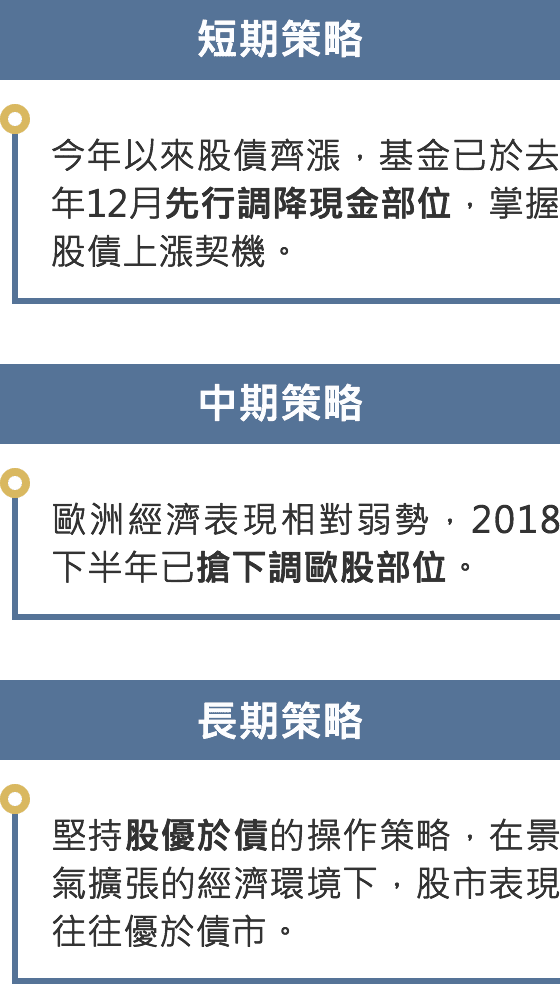 短期策略
今年以來股債齊漲，基金已於去
年12月先行調降現金部位，掌握
股債上漲契機。
中期策略
歐洲經濟表現相對弱勢，2018
下半年已搶下調歐股部位。
長期策略
堅持股優於債的操作策略，在景
氣擴張的經濟環境下，股市表現
往往優於債市。